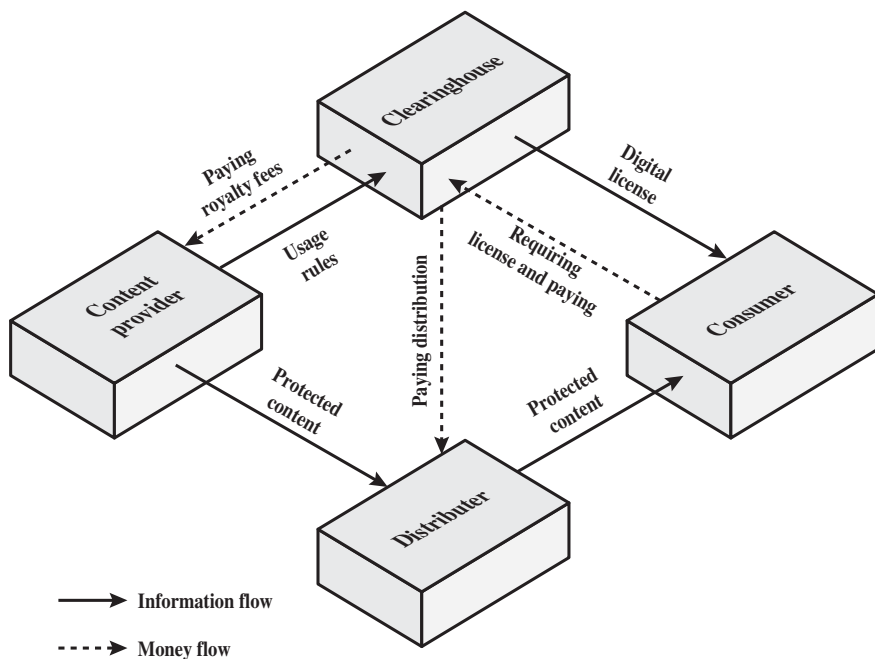 Clearinghouse
Paying
royalty fees
Usage
rules
Digital
license
Requiring
license and paying
Content
provider
Paying distribution
Consumer
Protected
content
Protected
content
Distributer
Information flow
Money flow